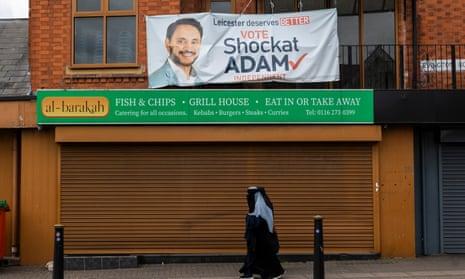 Leicester deserves BETTER
VOTE
Shockat
ADAM
INDEPENDENT
al-barakah
FISH & CHIPS • GRILL HOUSE • EAT IN OR TAKE AWAY
Catering for all occasions. Kebabs • Burgers • Steaks • Curries Tel: 0116 273 0399